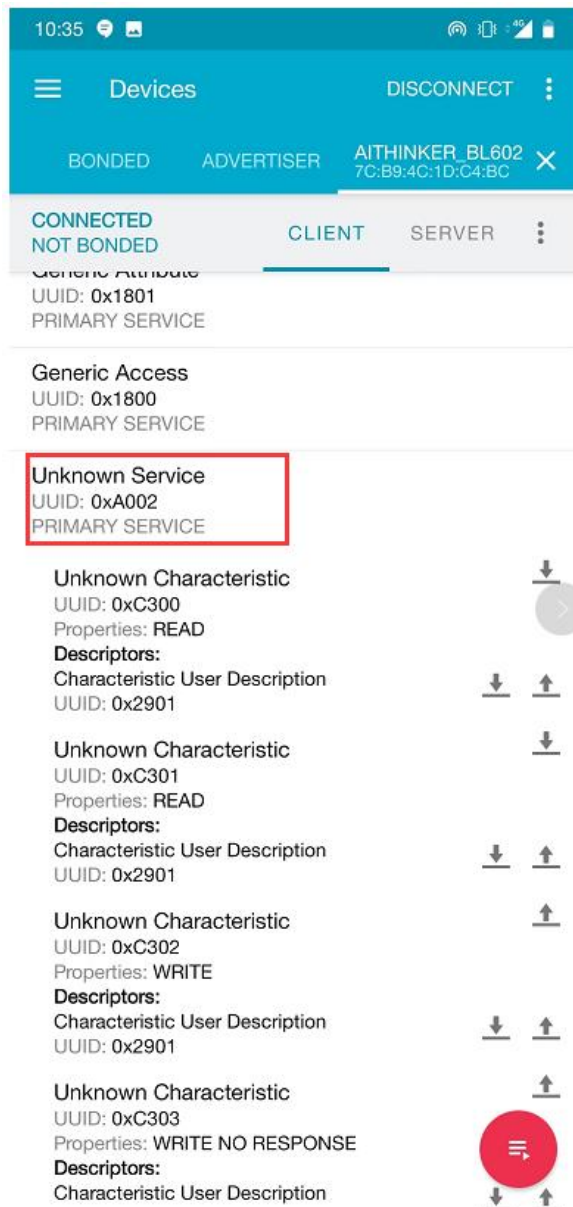 10:35
4G
Devices
DISCONNECT
BONDED
ADVERTISER
AITHINKER_BL602
7C:B9:4C:1D:C4:BC
CONNECTED
NOT BONDED
CLIENT
SERVER
Generic Attribute
UUID: 0x1801
PRIMARY SERVICE
Generic Access
UUID: 0x1800
PRIMARY SERVICE
Unknown Service
UUID: 0xA002
PRIMARY SERVICE
Unknown Characteristic
UUID: 0xC300
Properties: READ
Descriptors:
Characteristic User Description
UUID: 0x2901
Unknown Characteristic
UUID: 0xC301
Properties: READ
Descriptors:
Characteristic User Description
UUID: 0x2901
Unknown Characteristic
UUID: 0xC302
Properties: WRITE
Descriptors:
Characteristic User Description
UUID: 0x2901
Unknown Characteristic
UUID: 0xC303
Properties: WRITE NO RESPONSE
Descriptors:
Characteristic User Description